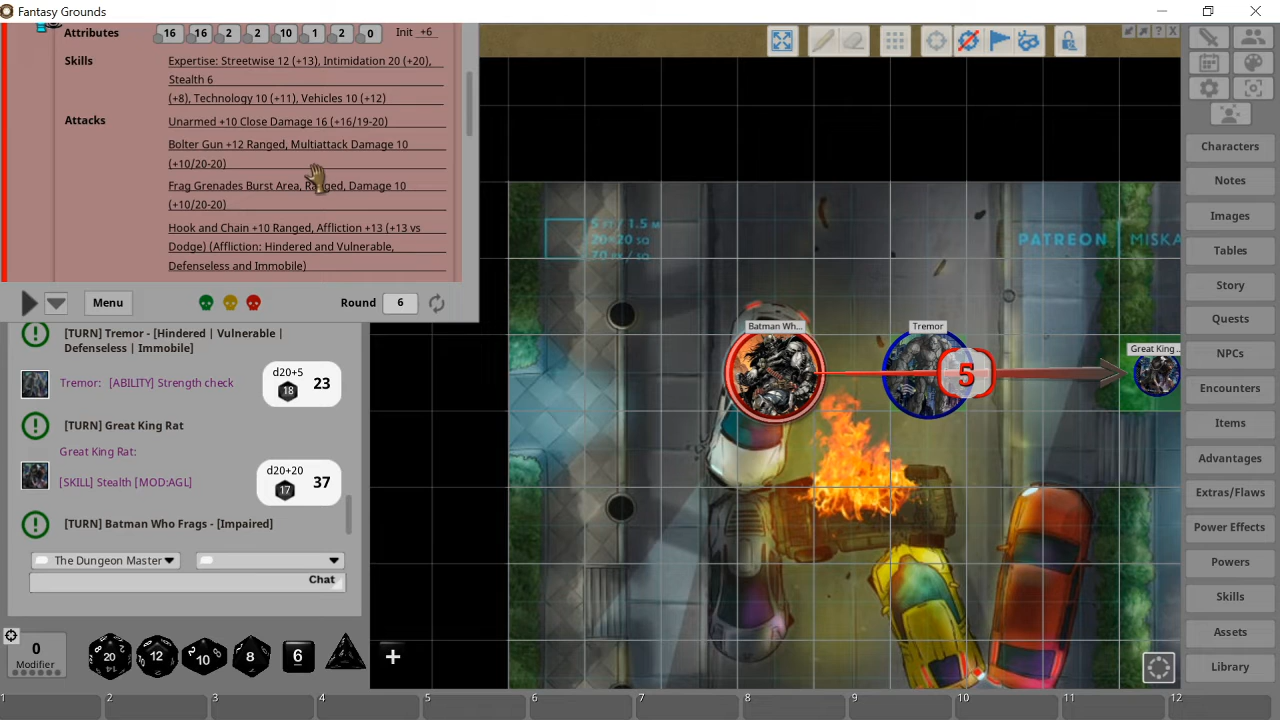 Fantasy Grounds
Attributes 16 16 2 2 10 1 2 0 Init +6
Skills Expertise: Streetwise 12 (+13), Intimidation 20 (+20),
Stealth 6
(+8), Technology 10 (+11), Vehicles 10 (+12)
Attacks Unarmed +10 Close Damage 16 (+16/19-20)
Bolter Gun +12 Ranged, Multiattack Damage 10
(+10/20-20)
Frag Grenades Burst Area, Ranged, Damage 10
(+10/20-20)
Hook and Chain +10 Ranged, Affliction +13 (+13 vs
Dodge) (Affliction: Hindered and Vulnerable,
Defenseless and Immobile)
Menu Round 6
[TURN] Tremor - [Hindered | Vulnerable |
Defenseless | Immobile]
Tremor: [ABILITY] Strength check
d20+5
18 23
[TURN] Great King Rat
Great King Rat:
[SKILL] Stealth [MOD:AGL]
d20+20
17 37
[TURN] Batman Who Frags - [Impaired]
The Dungeon Master
Chat
0
Modifier
20 12 10 8 6
5 FT / 1.5 M
20×20 SQ
70 PX / SQ
PATREON MISKA
Batman Wh...
Tremor
Great King ..
5
Characters
Notes
Images
Tables
Story
Quests
NPCs
Encounters
Items
Advantages
Extras/Flaws
Power Effects
Powers
Skills
Assets
Library
1 2 3 4 5 6 7 8 9 10 11 12